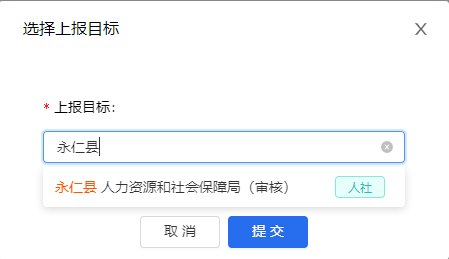 选择上报目标
* 上报目标:
永仁县
永仁县 人力资源和社会保障局（审核） 人社
取 消 提 交